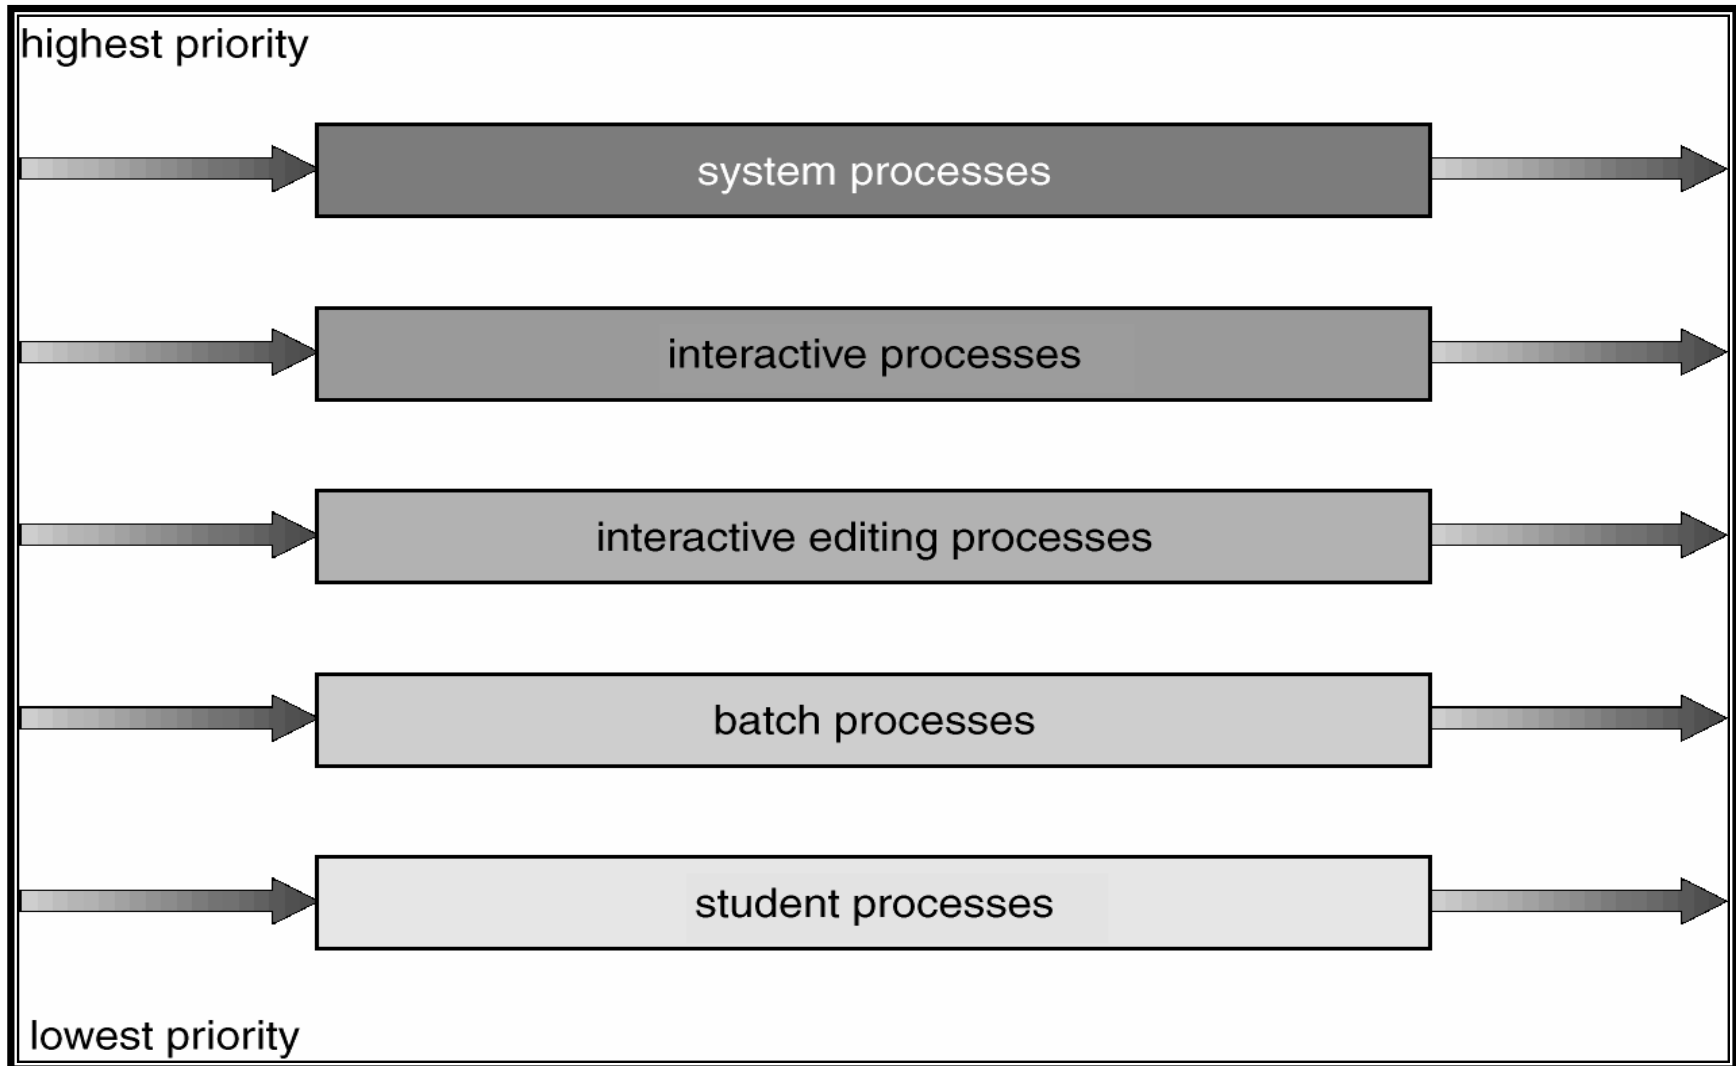 highest priority
system processes
interactive processes
interactive editing processes
batch processes
student processes
lowest priority